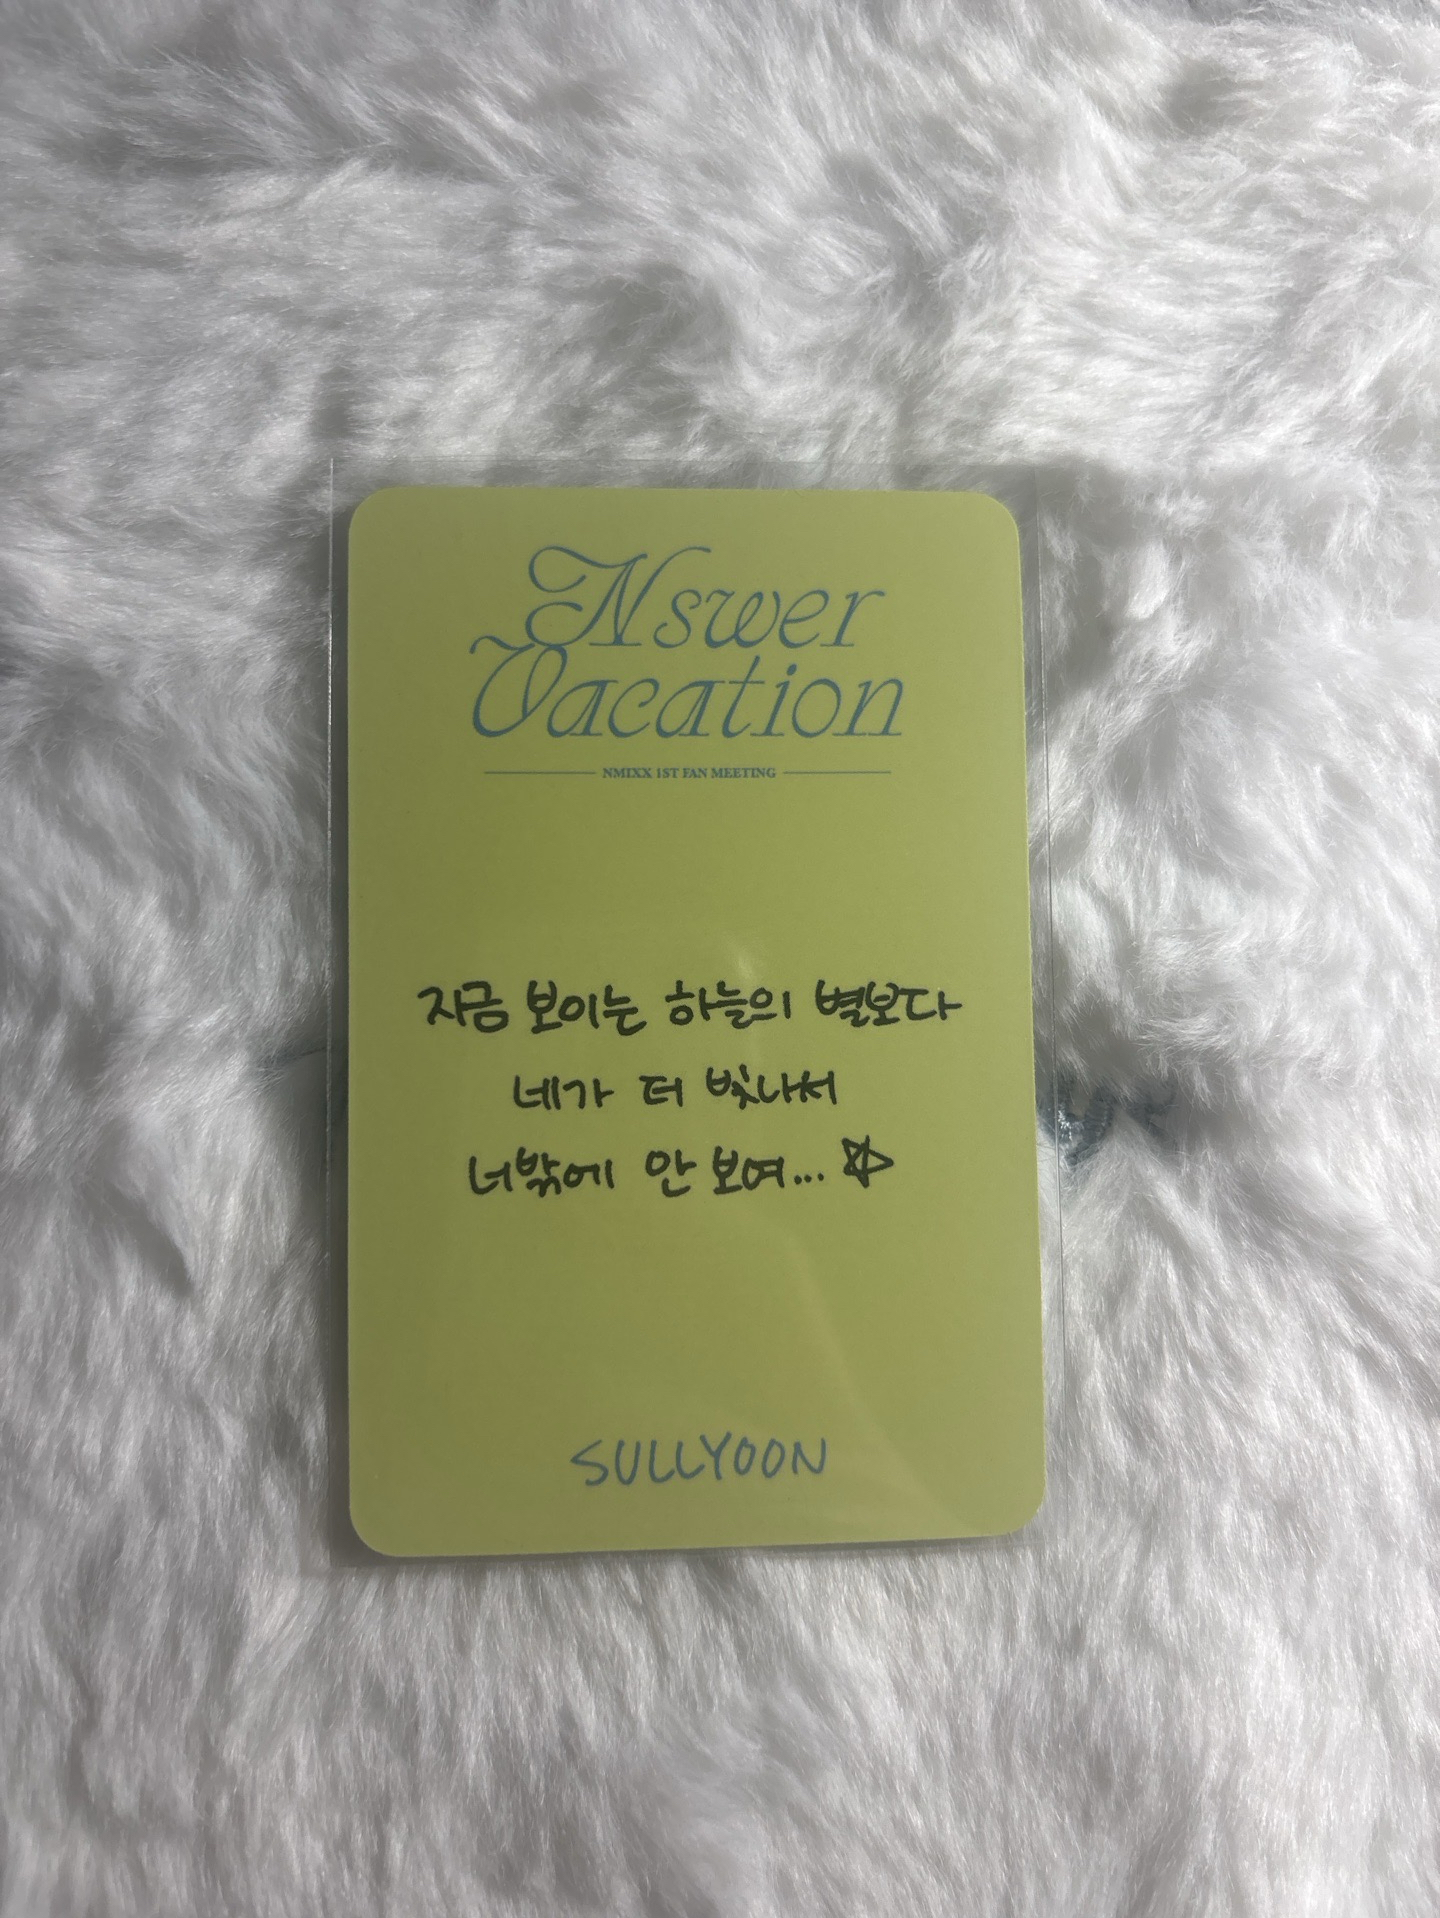 Nswer
Vacation
NMIXX 1ST FAN MEETING
지금 보이는 하늘의 별보다
네가 더 빛나서
너밖에 안 보여...☆
SULLYOON